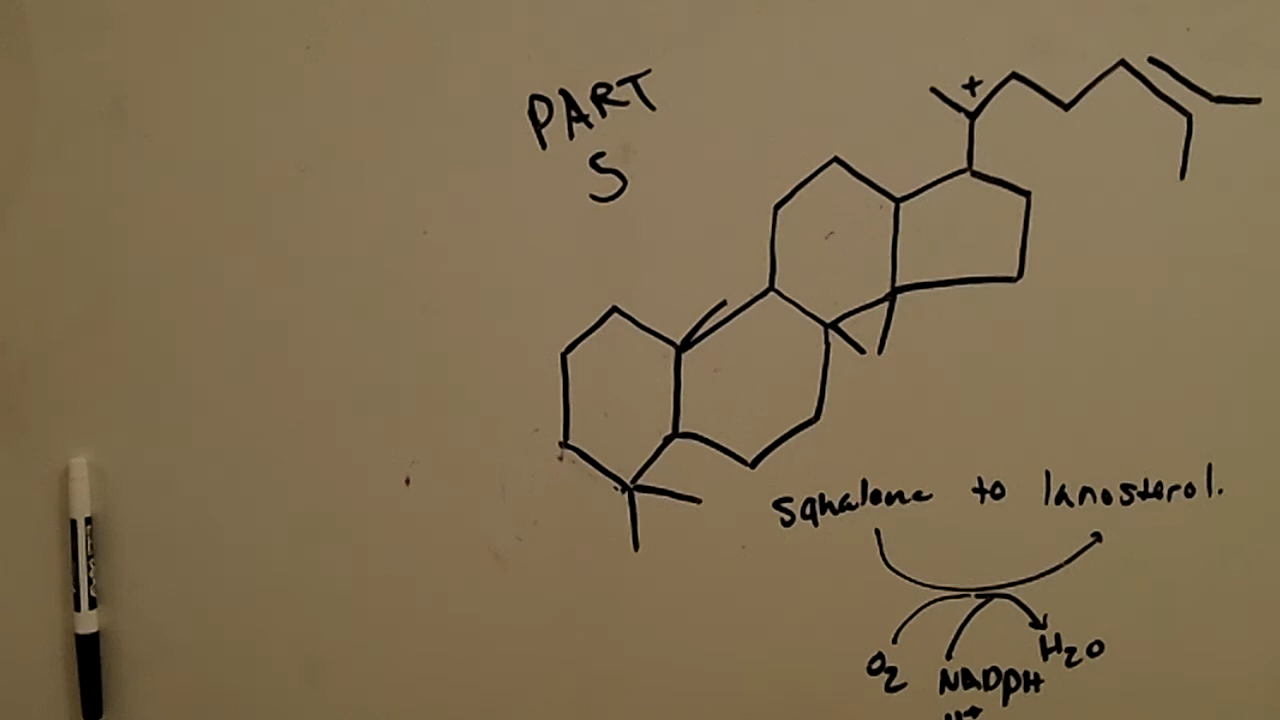 PART
5
+
squalene to lanosterol.
O2 NADPH H2O
H+